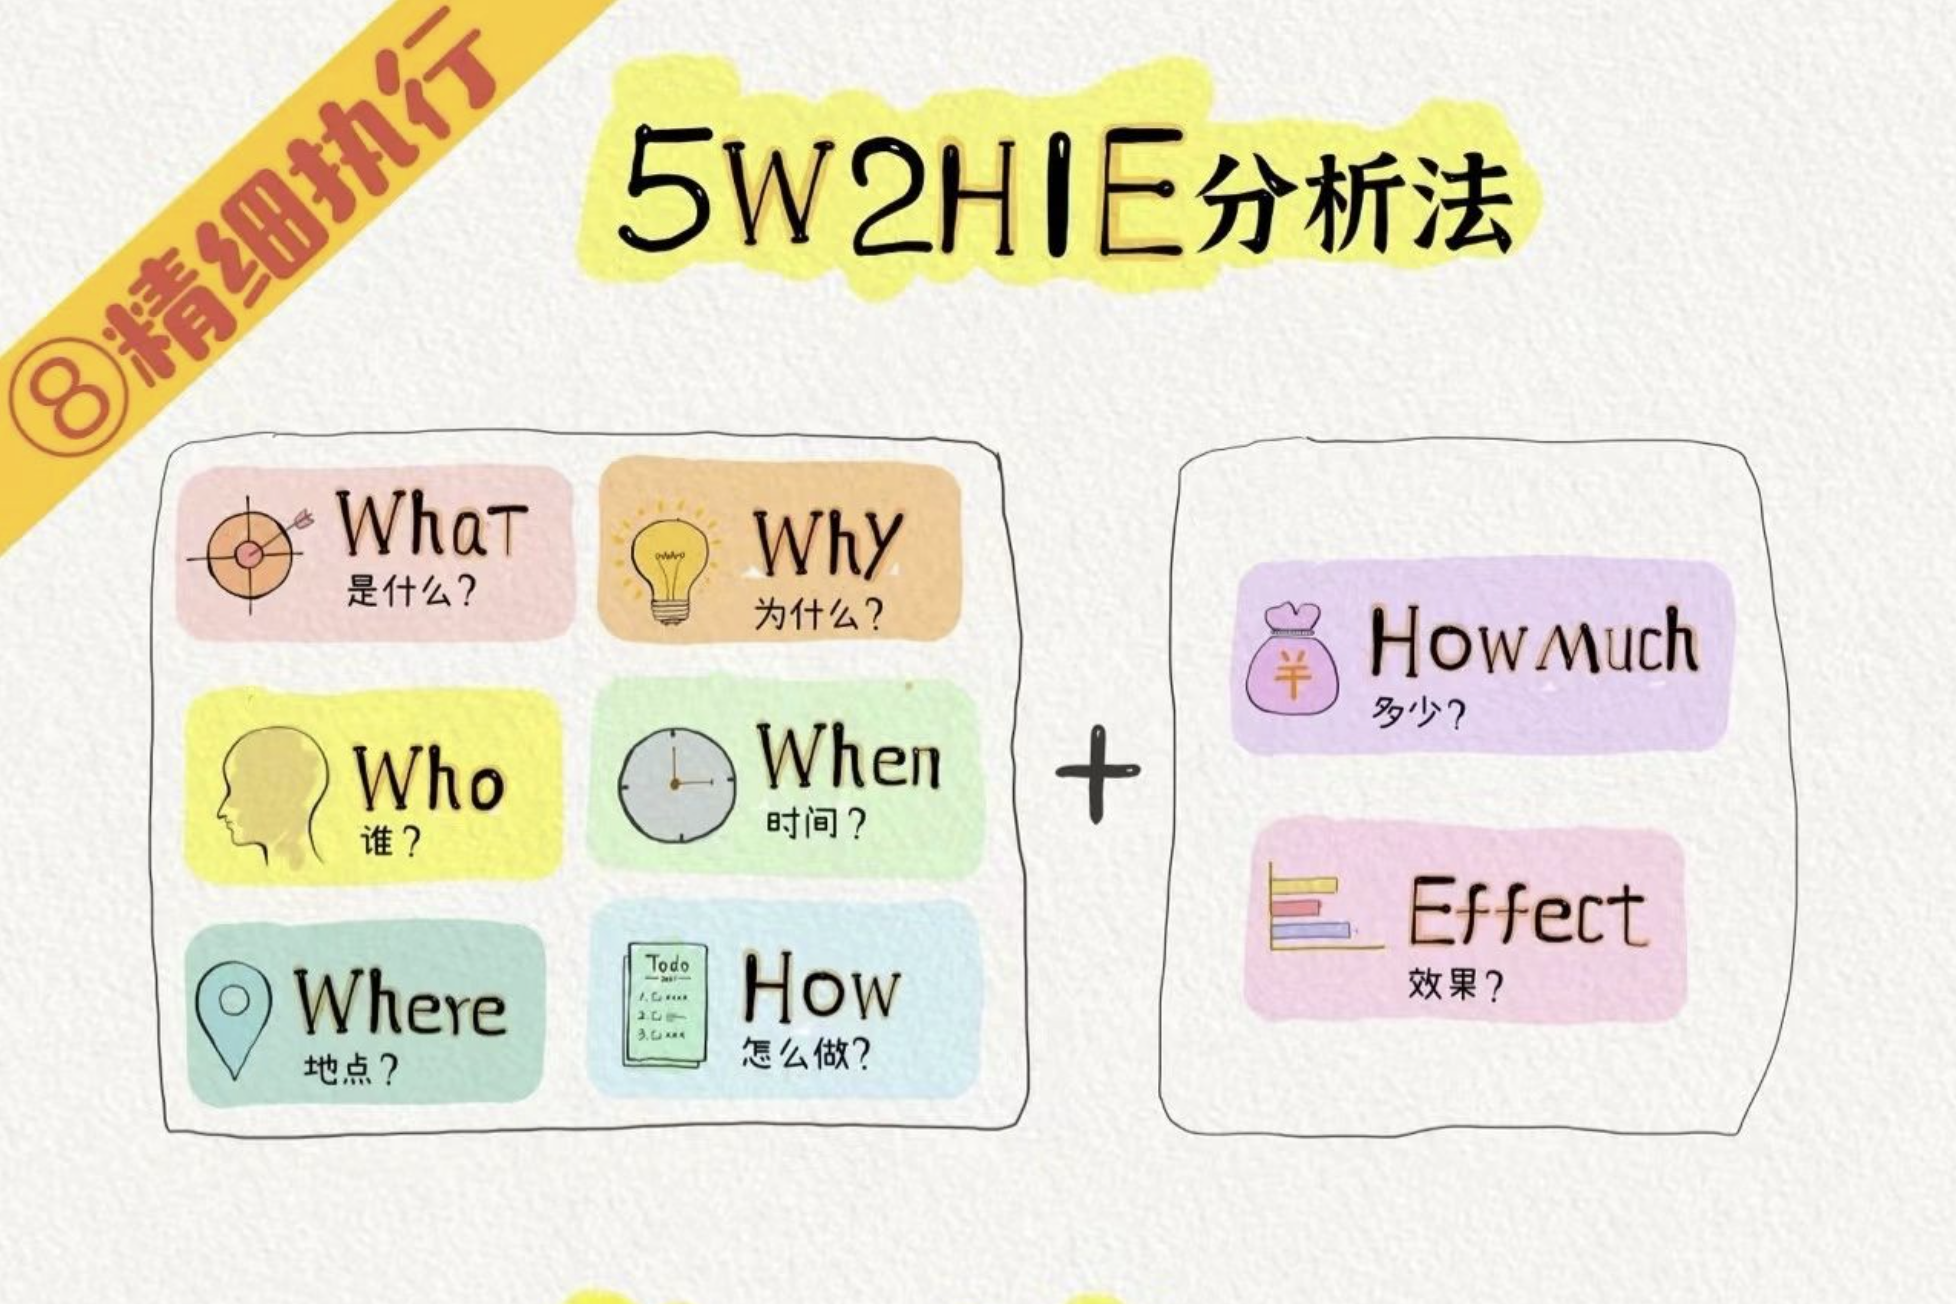 ⑧精细执行
5W2H1E分析法
What
是什么?
Why
为什么?
Who
谁?
When
时间?
Where
地点?
Todo
1.
2.
3.
How
怎么做?
+
How Much
多少?
¥
Effect
效果?